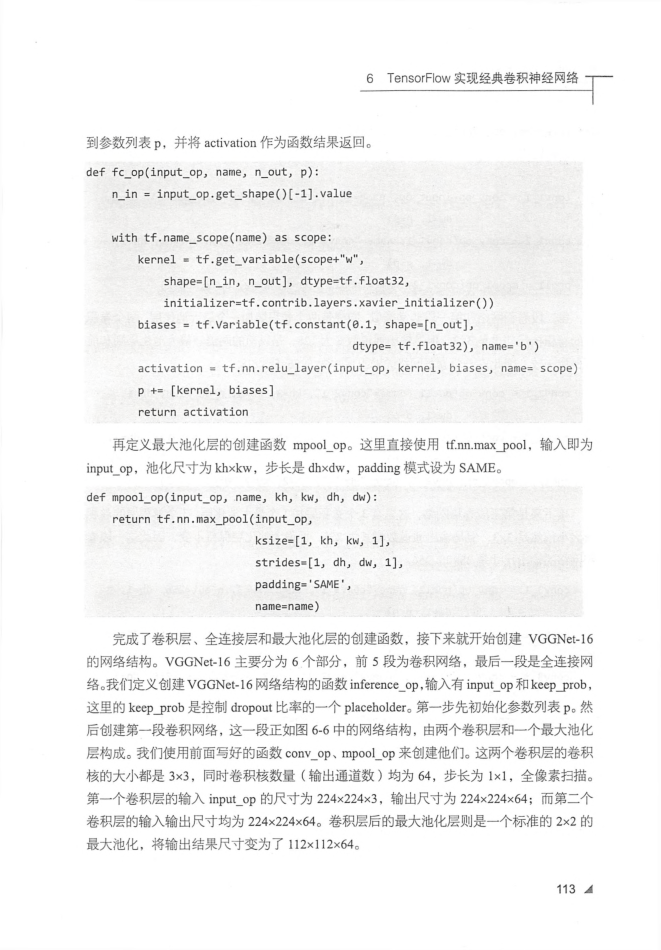 6 TensorFlow 实现经典卷积神经网络
到参数列表 p，并将 activation 作为函数结果返回。
def fc_op(input_op, name, n_out, p):
    n_in = input_op.get_shape()[-1].value
    with tf.name_scope(name) as scope:
        kernel = tf.get_variable(scope+"w",
            shape=[n_in, n_out], dtype=tf.float32,
            initializer=tf.contrib.layers.xavier_initializer())
        biases = tf.Variable(tf.constant(0.1, shape=[n_out],
                                dtype= tf.float32), name='b')
        activation = tf.nn.relu_layer(input_op, kernel, biases, name= scope)
        p += [kernel, biases]
        return activation
再定义最大池化层的创建函数 mpool_op。这里直接使用 tf.nn.max_pool，输入即为
input_op，池化尺寸为 kh×kw，步长是 dh×dw，padding 模式设为 SAME。
def mpool_op(input_op, name, kh, kw, dh, dw):
    return tf.nn.max_pool(input_op,
                          ksize=[1, kh, kw, 1],
                          strides=[1, dh, dw, 1],
                          padding='SAME',
                          name=name)
完成了卷积层、全连接层和最大池化层的创建函数，接下来就开始创建 VGGNet-16
的网络结构。VGGNet-16 主要分为 6 个部分，前 5 段为卷积网络，最后一段是全连接网
络。我们定义创建 VGGNet-16 网络结构的函数 inference_op，输入有 input_op 和 keep_prob，
这里的 keep_prob 是控制 dropout 比率的一个 placeholder。第一步先初始化参数列表 p。然
后创建第一段卷积网络，这一段正如图 6-6 中的网络结构，由两个卷积层和一个最大池化
层构成。我们使用前面写好的函数 conv_op、mpool_op 来创建他们。这两个卷积层的卷积
核的大小都是 3×3，同时卷积核数量（输出通道数）均为 64，步长为 1×1，全像素扫描。
第一个卷积层的输入 input_op 的尺寸为 224×224×3，输出尺寸为 224×224×64；而第二个
卷积层的输入输出尺寸均为 224×224×64。卷积层后的最大池化层则是一个标准的 2×2 的
最大池化，将输出结果尺寸变为了 112×112×64。
113